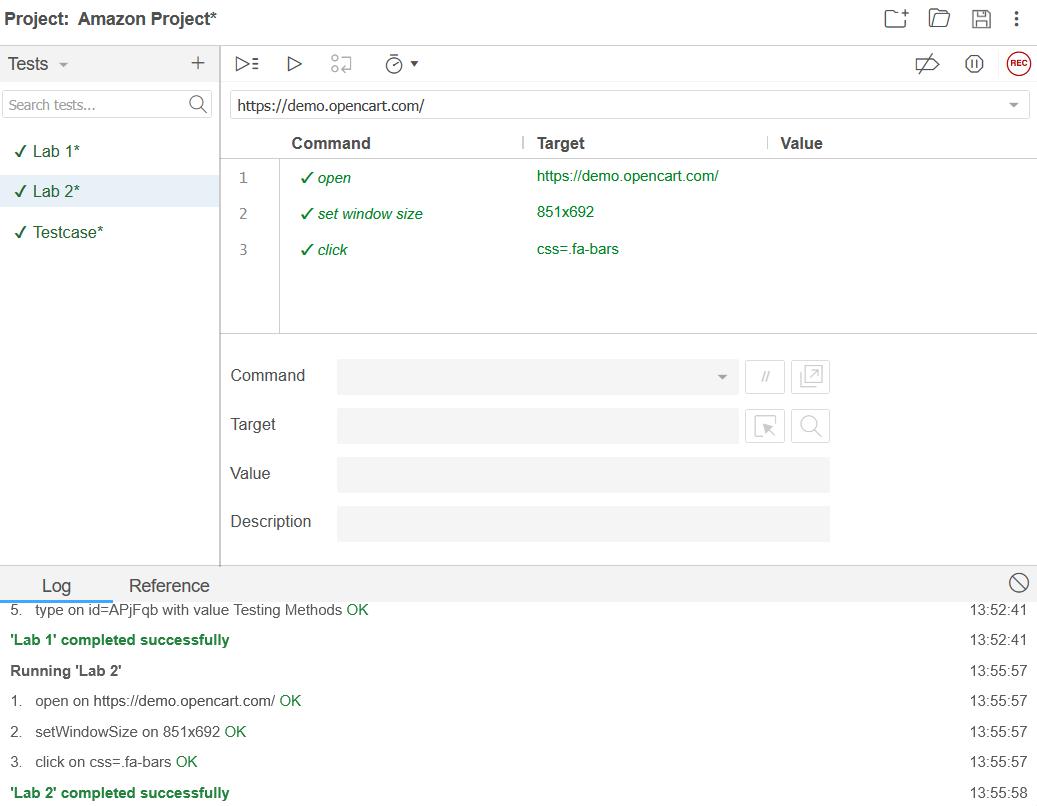 Project: Amazon Project*
Tests
REC
Search tests...
https://demo.opencart.com/
Command Target Value
Lab 1*
Lab 2*
Testcase*
1 open https://demo.opencart.com/
2 set window size 851x692
3 click css=.fa-bars
Command //
Target
Value
Description
Log Reference
5. type on id=APjFqb with value Testing Methods OK 13:52:41
'Lab 1' completed successfully 13:52:41
Running 'Lab 2' 13:55:57
1. open on https://demo.opencart.com/ OK 13:55:57
2. setWindowSize on 851x692 OK 13:55:57
3. click on css=.fa-bars OK 13:55:57
'Lab 2' completed successfully 13:55:58